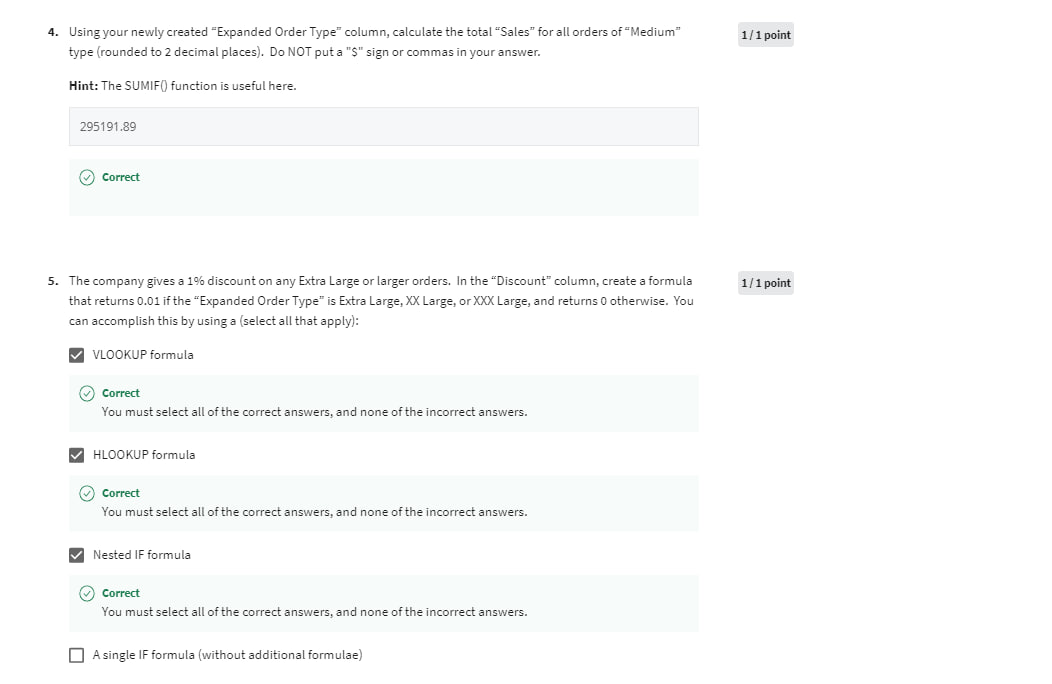 4. Using your newly created “Expanded Order Type” column, calculate the total “Sales” for all orders of “Medium” 1 / 1 point
type (rounded to 2 decimal places). Do NOT put a "$" sign or commas in your answer.
Hint: The SUMIF() function is useful here.
295191.89
Correct
5. The company gives a 1% discount on any Extra Large or larger orders. In the “Discount” column, create a formula 1 / 1 point
that returns 0.01 if the “Expanded Order Type” is Extra Large, XX Large, or XXX Large, and returns 0 otherwise. You
can accomplish this by using a (select all that apply):
VLOOKUP formula
Correct
You must select all of the correct answers, and none of the incorrect answers.
HLOOKUP formula
Correct
You must select all of the correct answers, and none of the incorrect answers.
Nested IF formula
Correct
You must select all of the correct answers, and none of the incorrect answers.
A single IF formula (without additional formulae)